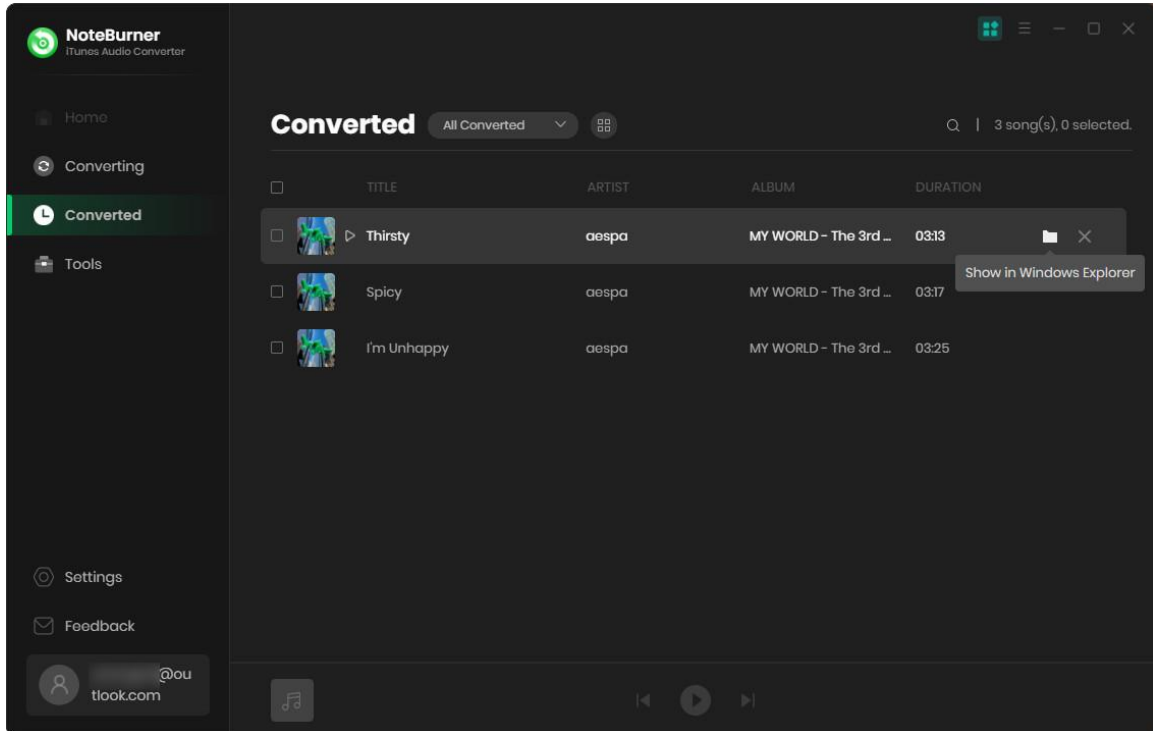 NoteBurner
iTunes Audio Converter
Home
Converting
Converted
Tools
Settings
Feedback
@ou
tlook.com
Converted All Converted 3 song(s), 0 selected.
TITLE ARTIST ALBUM DURATION
Thirsty aespa MY WORLD - The 3rd ... 03:13
Show in Windows Explorer
Spicy aespa MY WORLD - The 3rd ... 03:17
I'm Unhappy aespa MY WORLD - The 3rd ... 03:25